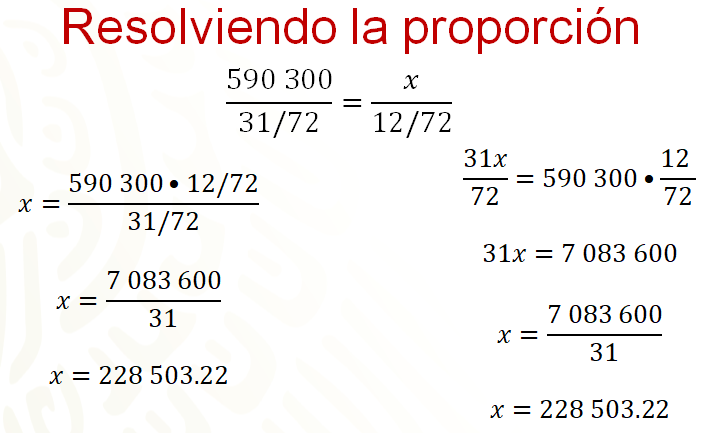 Resolviendo la proporción
590 300 / 31/72 = x / 12/72
x = 590 300 • 12/72 / 31/72
x = 7 083 600 / 31
x = 228 503.22
31x / 72 = 590 300 • 12 / 72
31x = 7 083 600
x = 7 083 600 / 31
x = 228 503.22